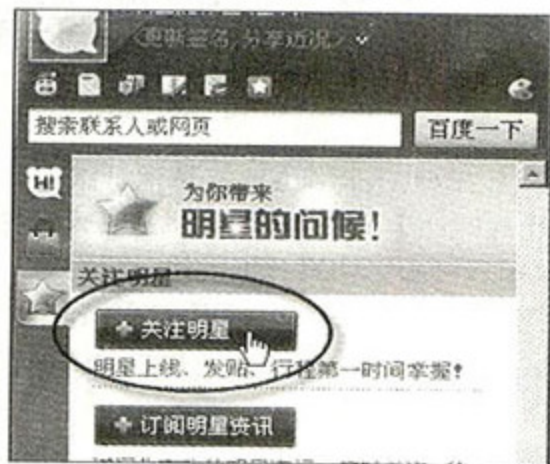 <更新签名,分享近况>
搜索联系人或网页
百度一下
HI
为你带来
明星的问候!
关注明星
+ 关注明星
明星上线、发贴、行程第一时间掌握!
+ 订阅明星资讯